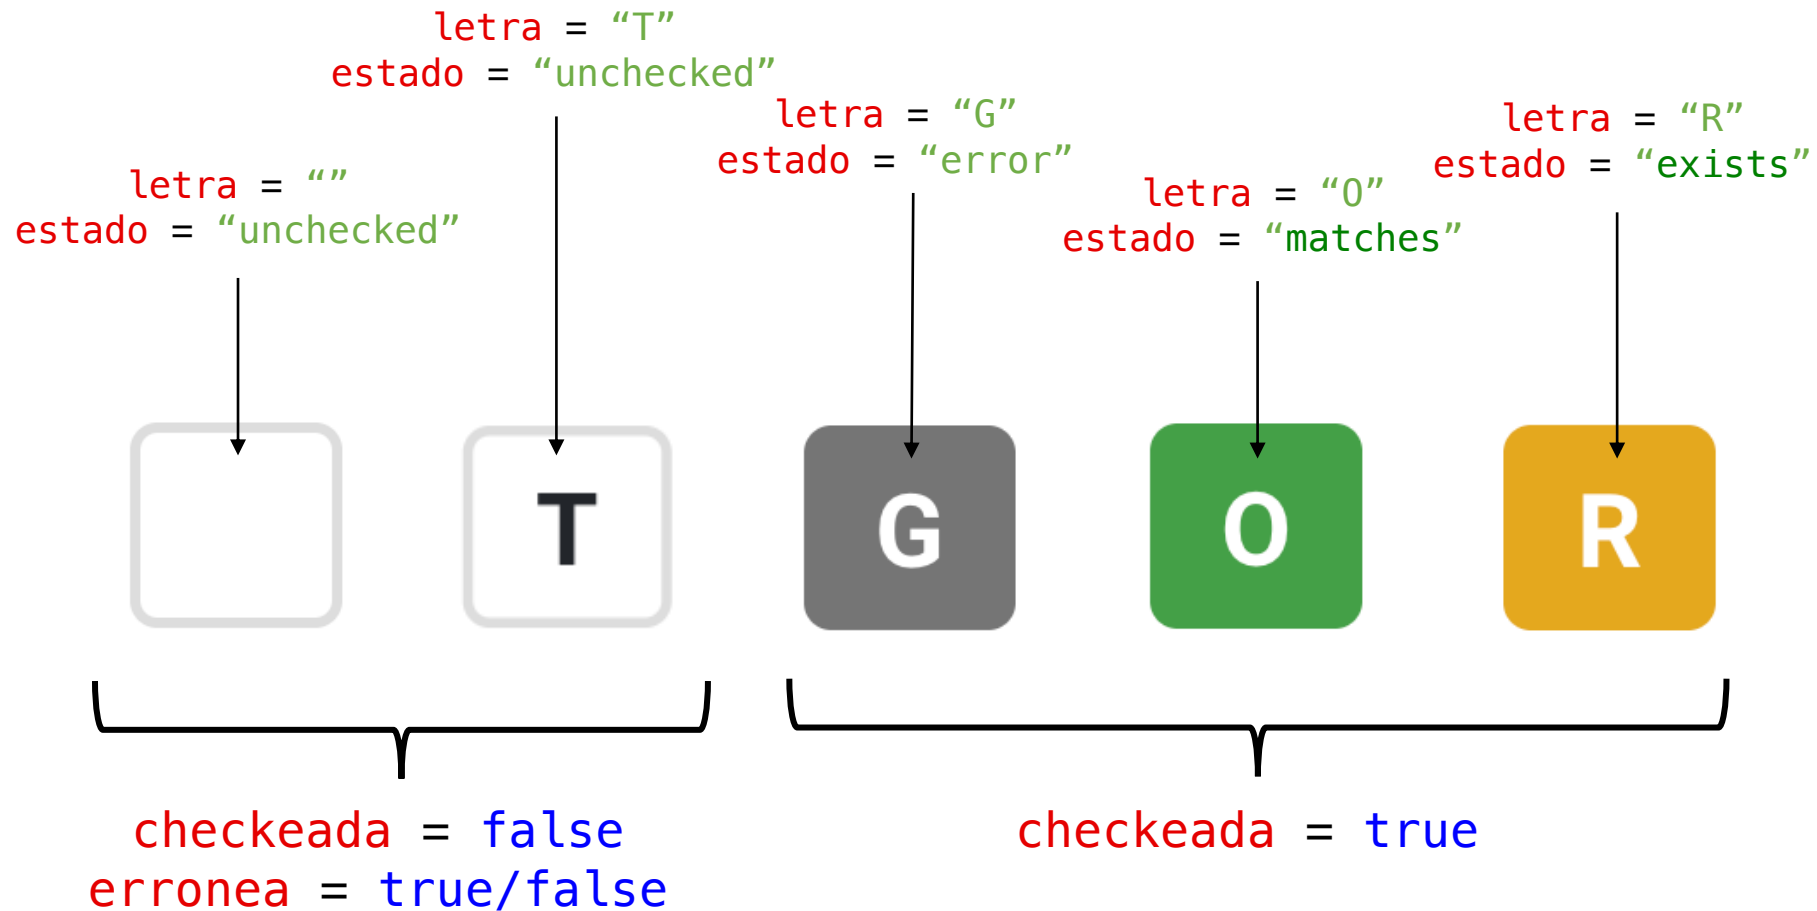 letra = “”
estado = “unchecked”
letra = “T”
estado = “unchecked”
letra = “G”
estado = “error”
letra = “O”
estado = “matches”
letra = “R”
estado = “exists”
T
G
O
R
checkeada = false
erronea = true/false
checkeada = true